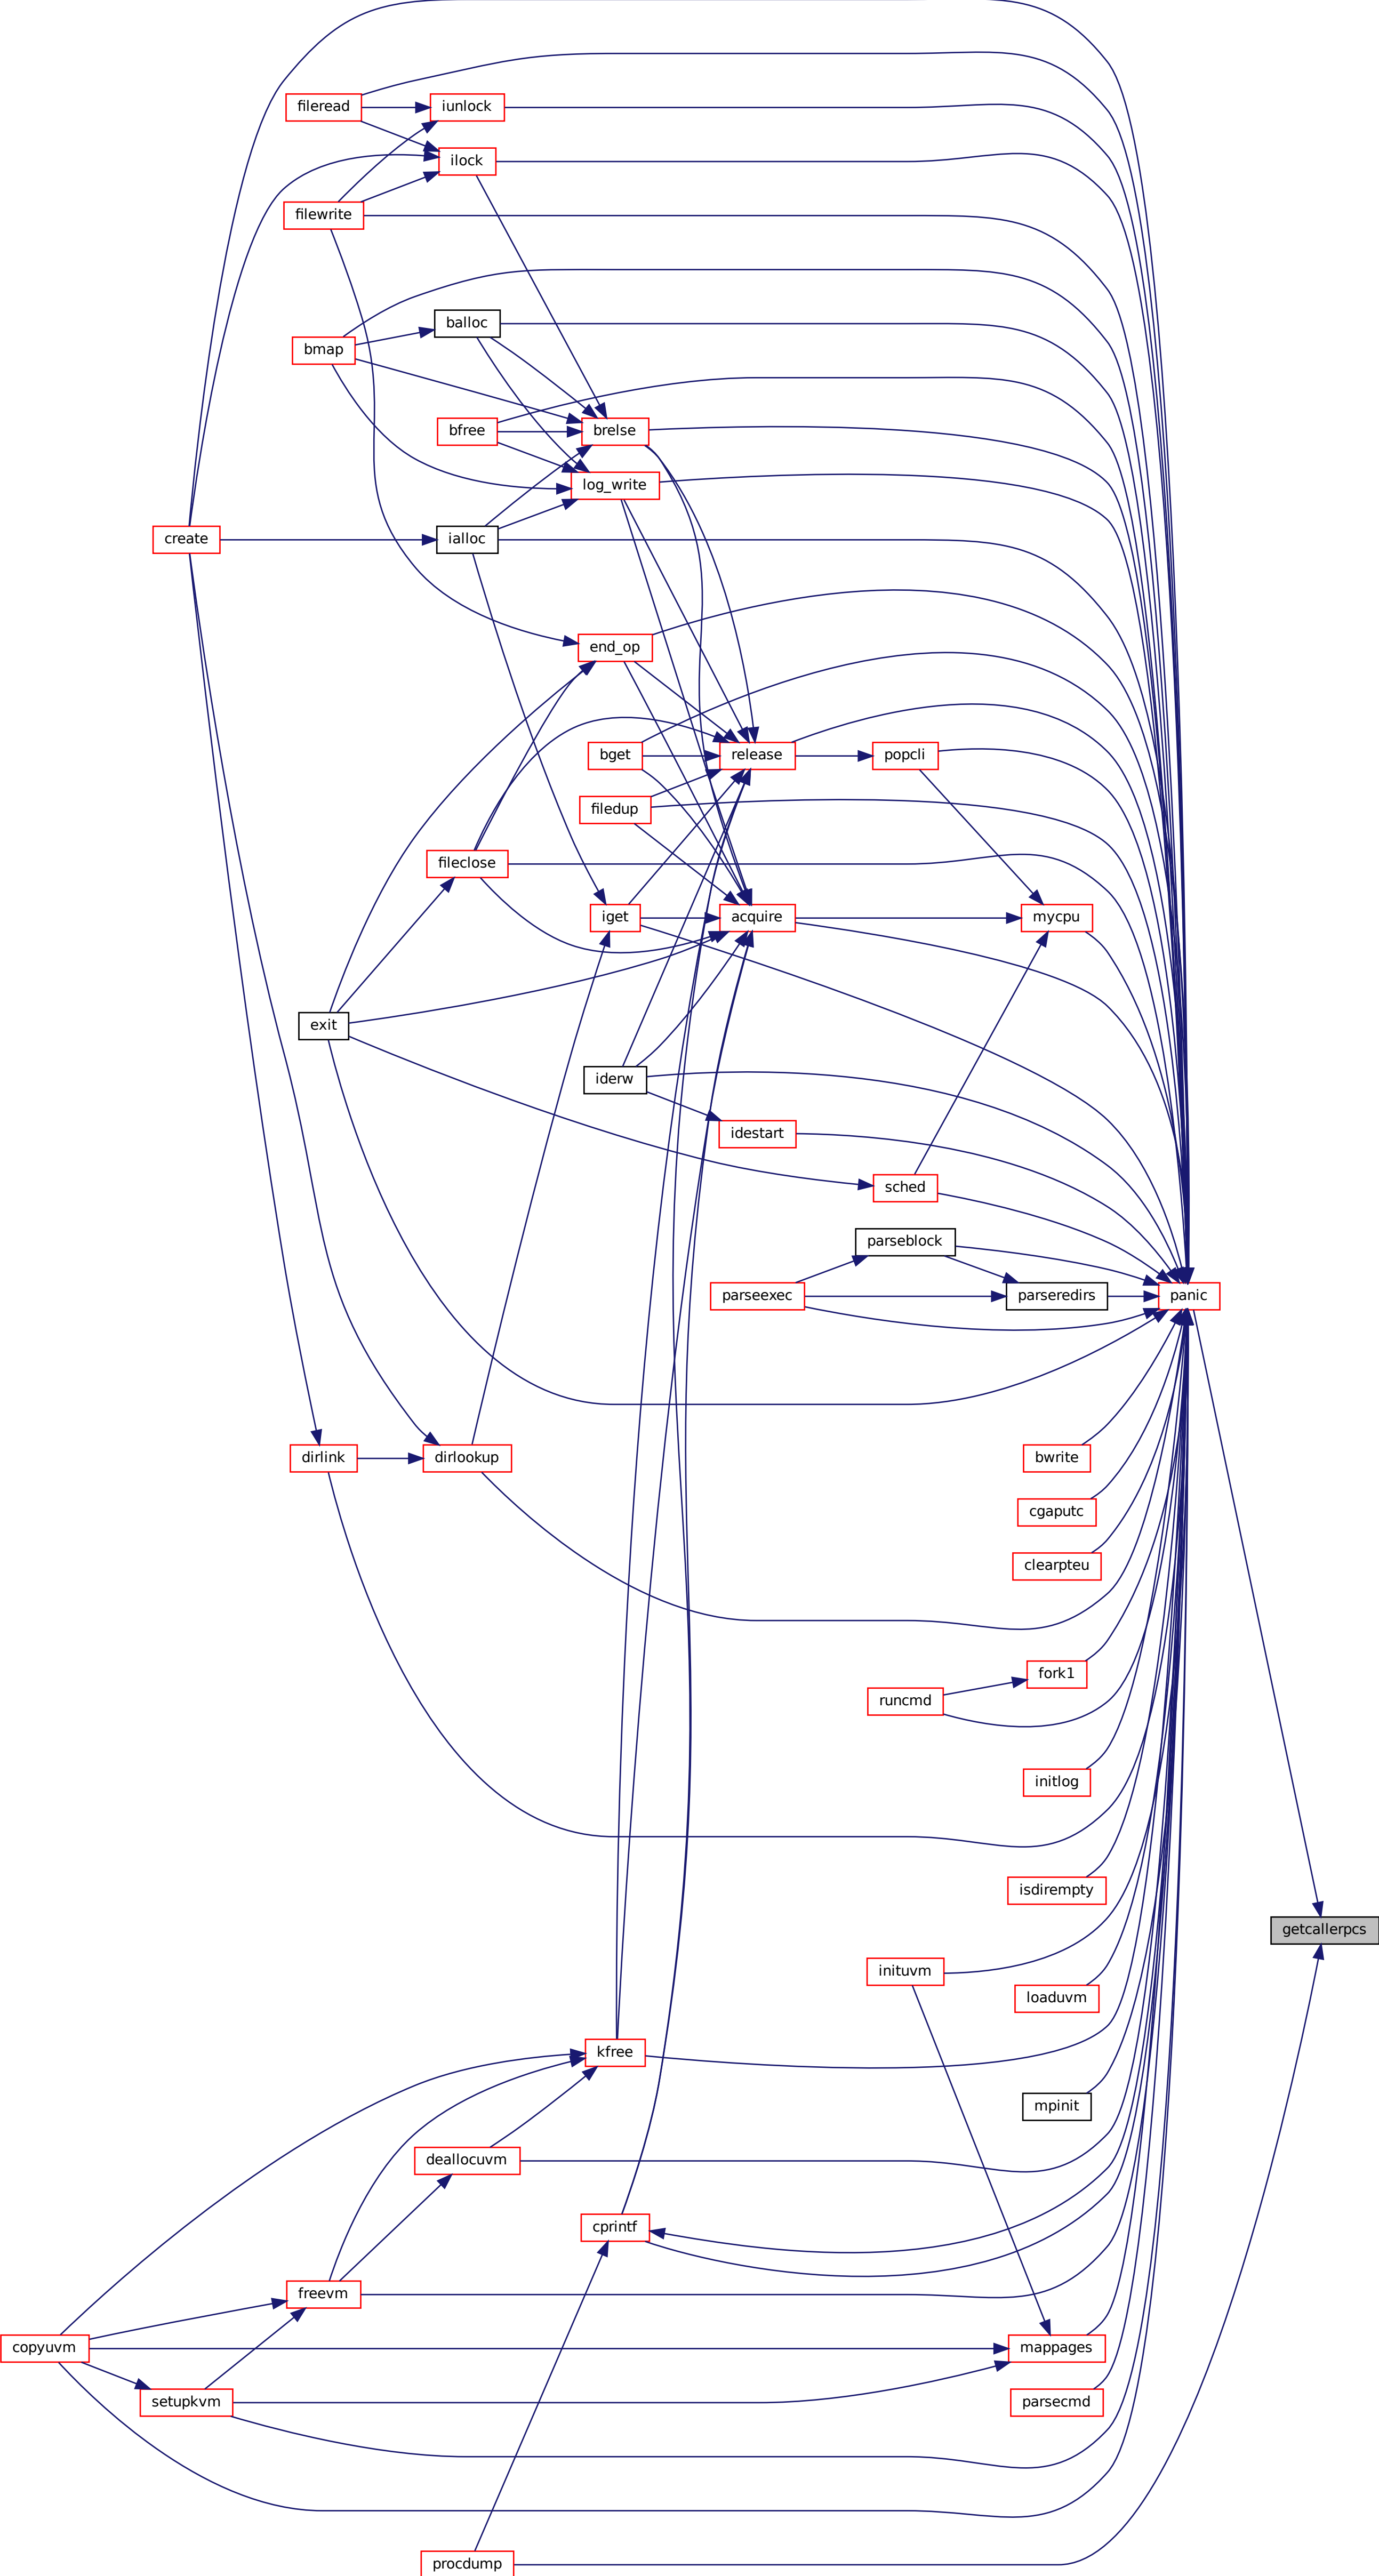 fileread
iunlock
ilock
filewrite
balloc
bmap
bfree
brelse
log_write
create
ialloc
end_op
bget
release
popcli
filedup
fileclose
iget
acquire
mycpu
exit
iderw
idestart
sched
parseblock
parseexec
parseredirs
panic
bwrite
dirlink
dirlookup
cgaputc
clearpteu
fork1
runcmd
initlog
isdirempty
getcallerpcs
inituvm
loaduvm
kfree
mpinit
deallocuvm
cprintf
freevm
copyuvm
mappages
setupkvm
parsecmd
procdump